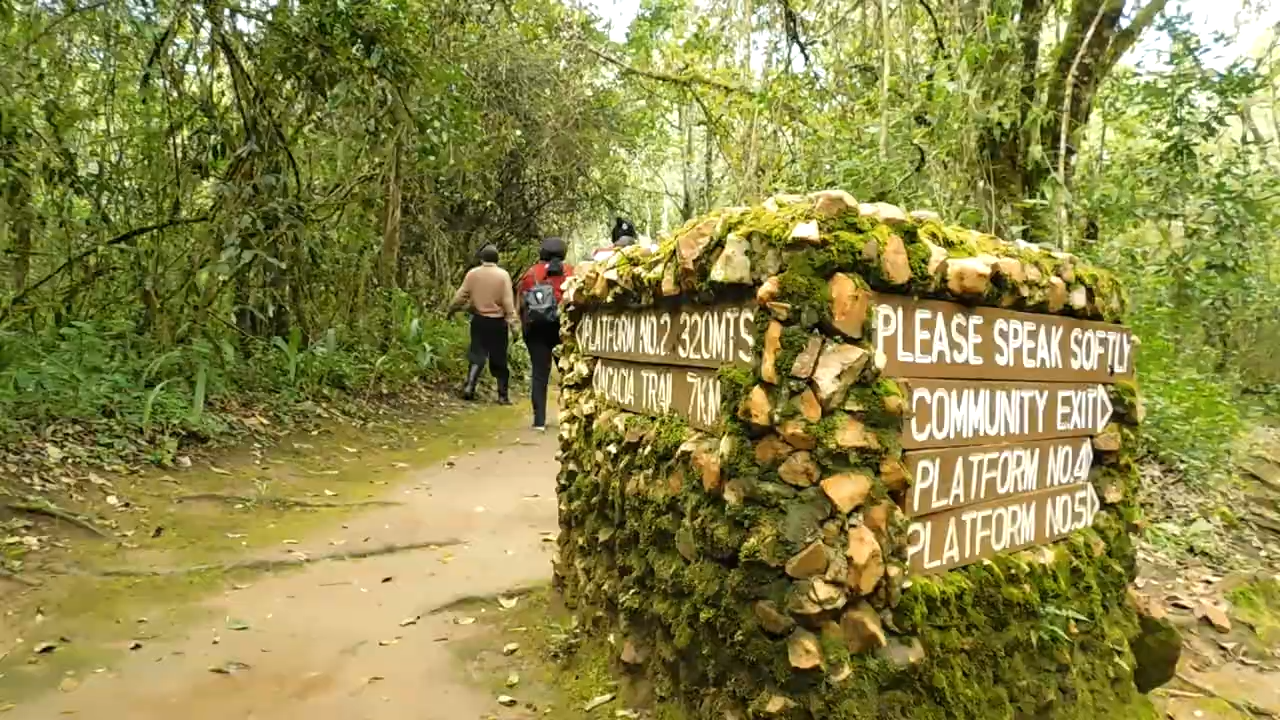 PLATFORM NO.2 320MTS
ACACIA TRAIL 7KM
PLEASE SPEAK SOFTLY
COMMUNITY EXIT
PLATFORM NO.4
PLATFORM NO.5